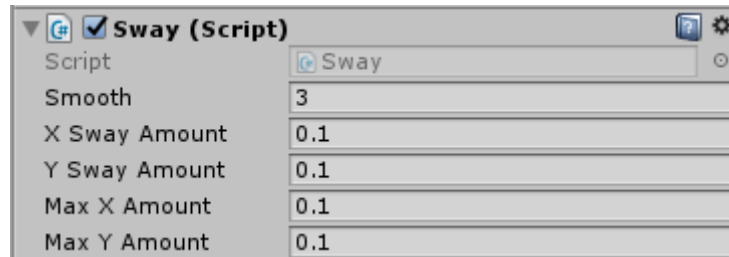 Sway (Script)
Script Sway
Smooth 3
X Sway Amount 0.1
Y Sway Amount 0.1
Max X Amount 0.1
Max Y Amount 0.1